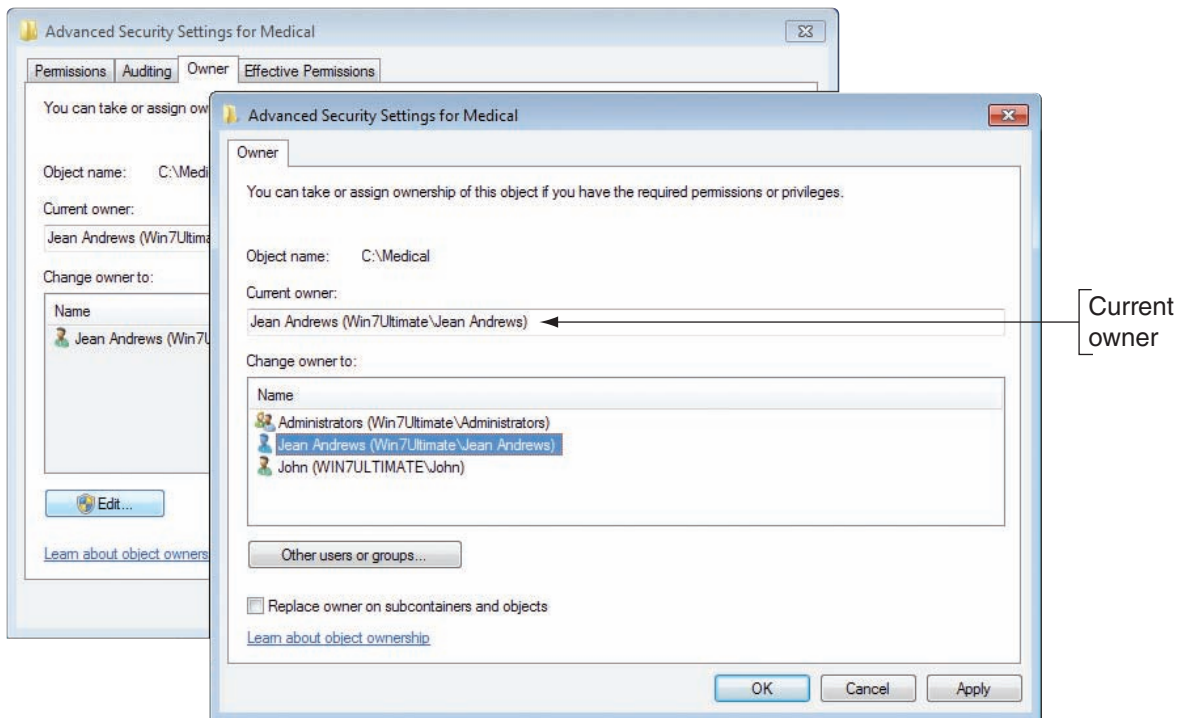 Advanced Security Settings for Medical
Permissions Auditing Owner Effective Permissions
You can take or assign ow
Object name: C:\Medi
Current owner:
Jean Andrews (Win7Ultima
Change owner to:
Name
Jean Andrews (Win7U
Edit...
Learn about object owners
Advanced Security Settings for Medical
Owner
You can take or assign ownership of this object if you have the required permissions or privileges.
Object name: C:\Medical
Current owner:
Jean Andrews (Win7Ultimate\Jean Andrews)
Change owner to:
Name
Administrators (Win7Ultimate\Administrators)
Jean Andrews (Win7Ultimate\Jean Andrews)
John (WIN7ULTIMATE\John)
Other users or groups...
Replace owner on subcontainers and objects
Learn about object ownership
OK Cancel Apply
Current
owner